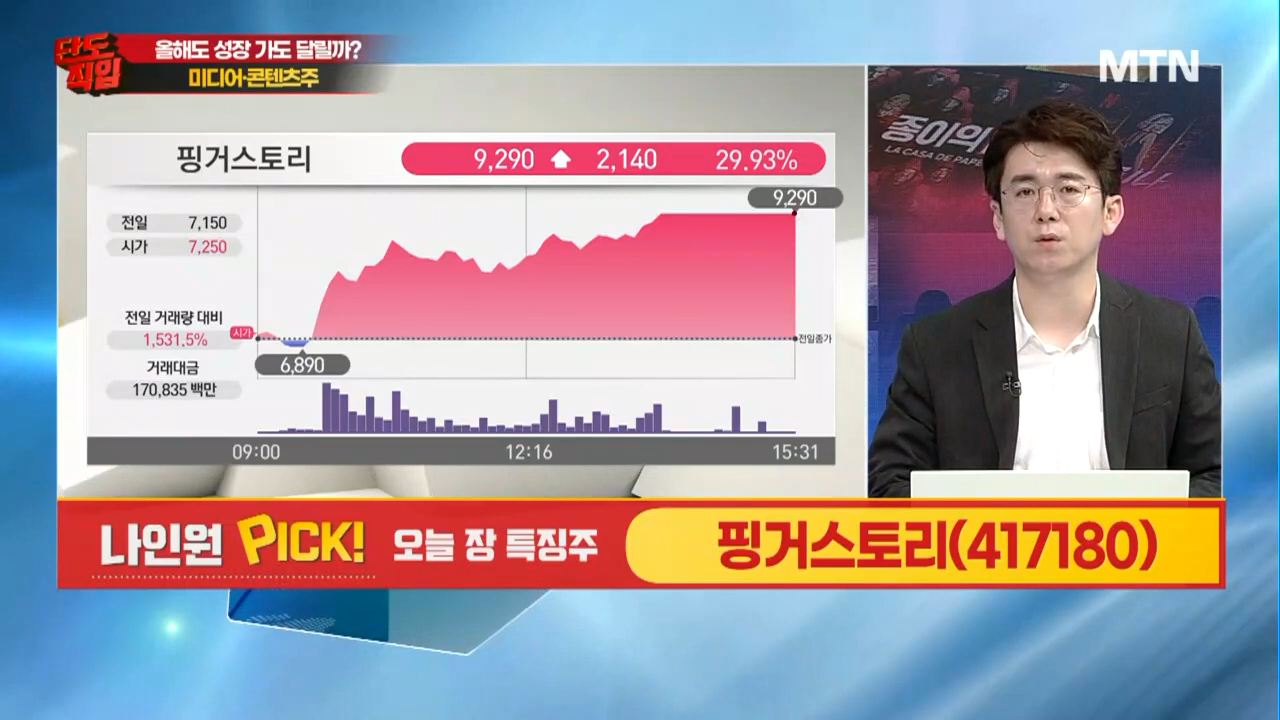 단도
직입
올해도 성장 가도 달릴까?
미디어·콘텐츠주
MTN
핑거스토리
9,290 2,140 29.93%
9,290
전일 7,150
시가 7,250
전일 거래량 대비
1,531.5%
거래대금
170,835 백만
시가
전일종가
6,890
09:00 12:16 15:31
종이의
LA CASA DE PAPE
나인원 PICK! 오늘 장 특징주
핑거스토리(417180)